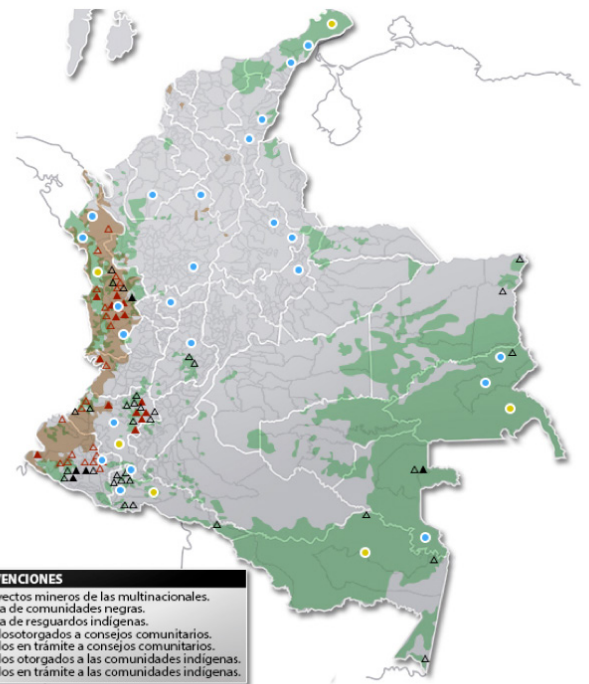 VENCIONES
yectos mineros de las multinacionales.
a de comunidades negras.
a de resguardos indígenas.
losotorgados a consejos comunitarios.
los en trámite a consejos comunitarios.
los otorgados a las comunidades indígenas.
los en trámite a las comunidades indígenas.